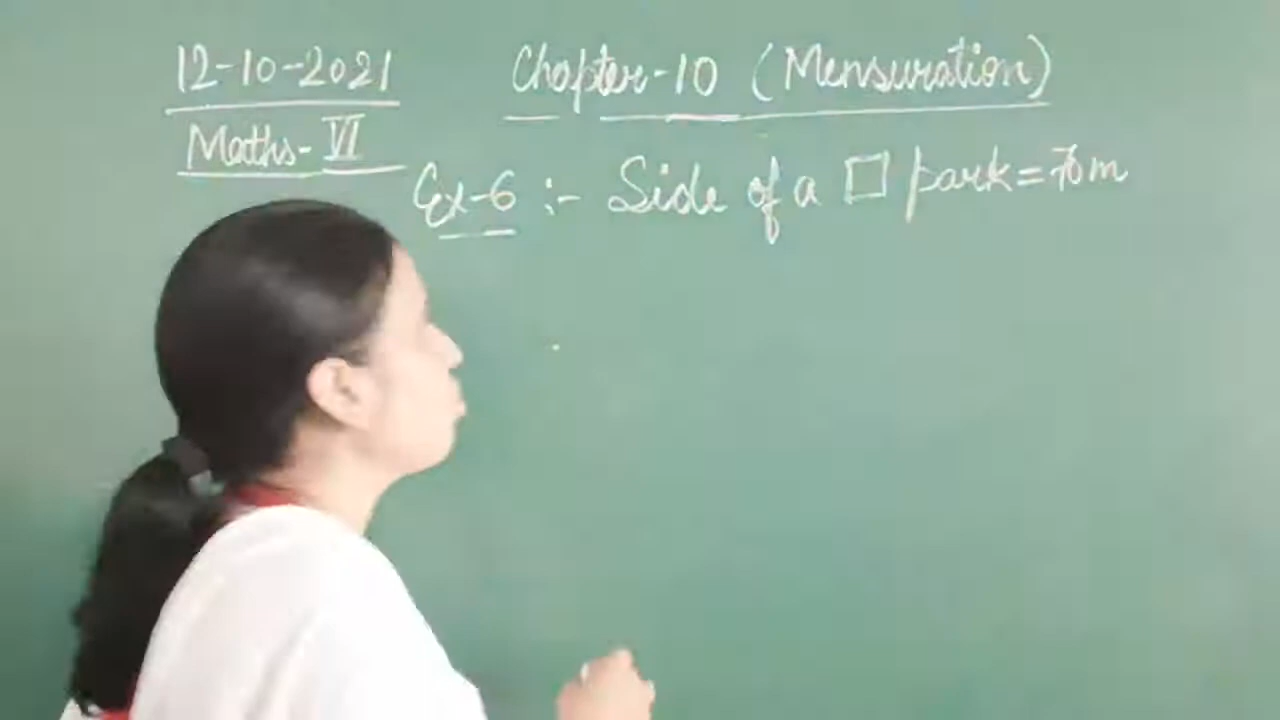 12-10-2021
Maths-VI
Chapter-10 (Mensuration)
Ex-6 :- Side of a □ park = 70m